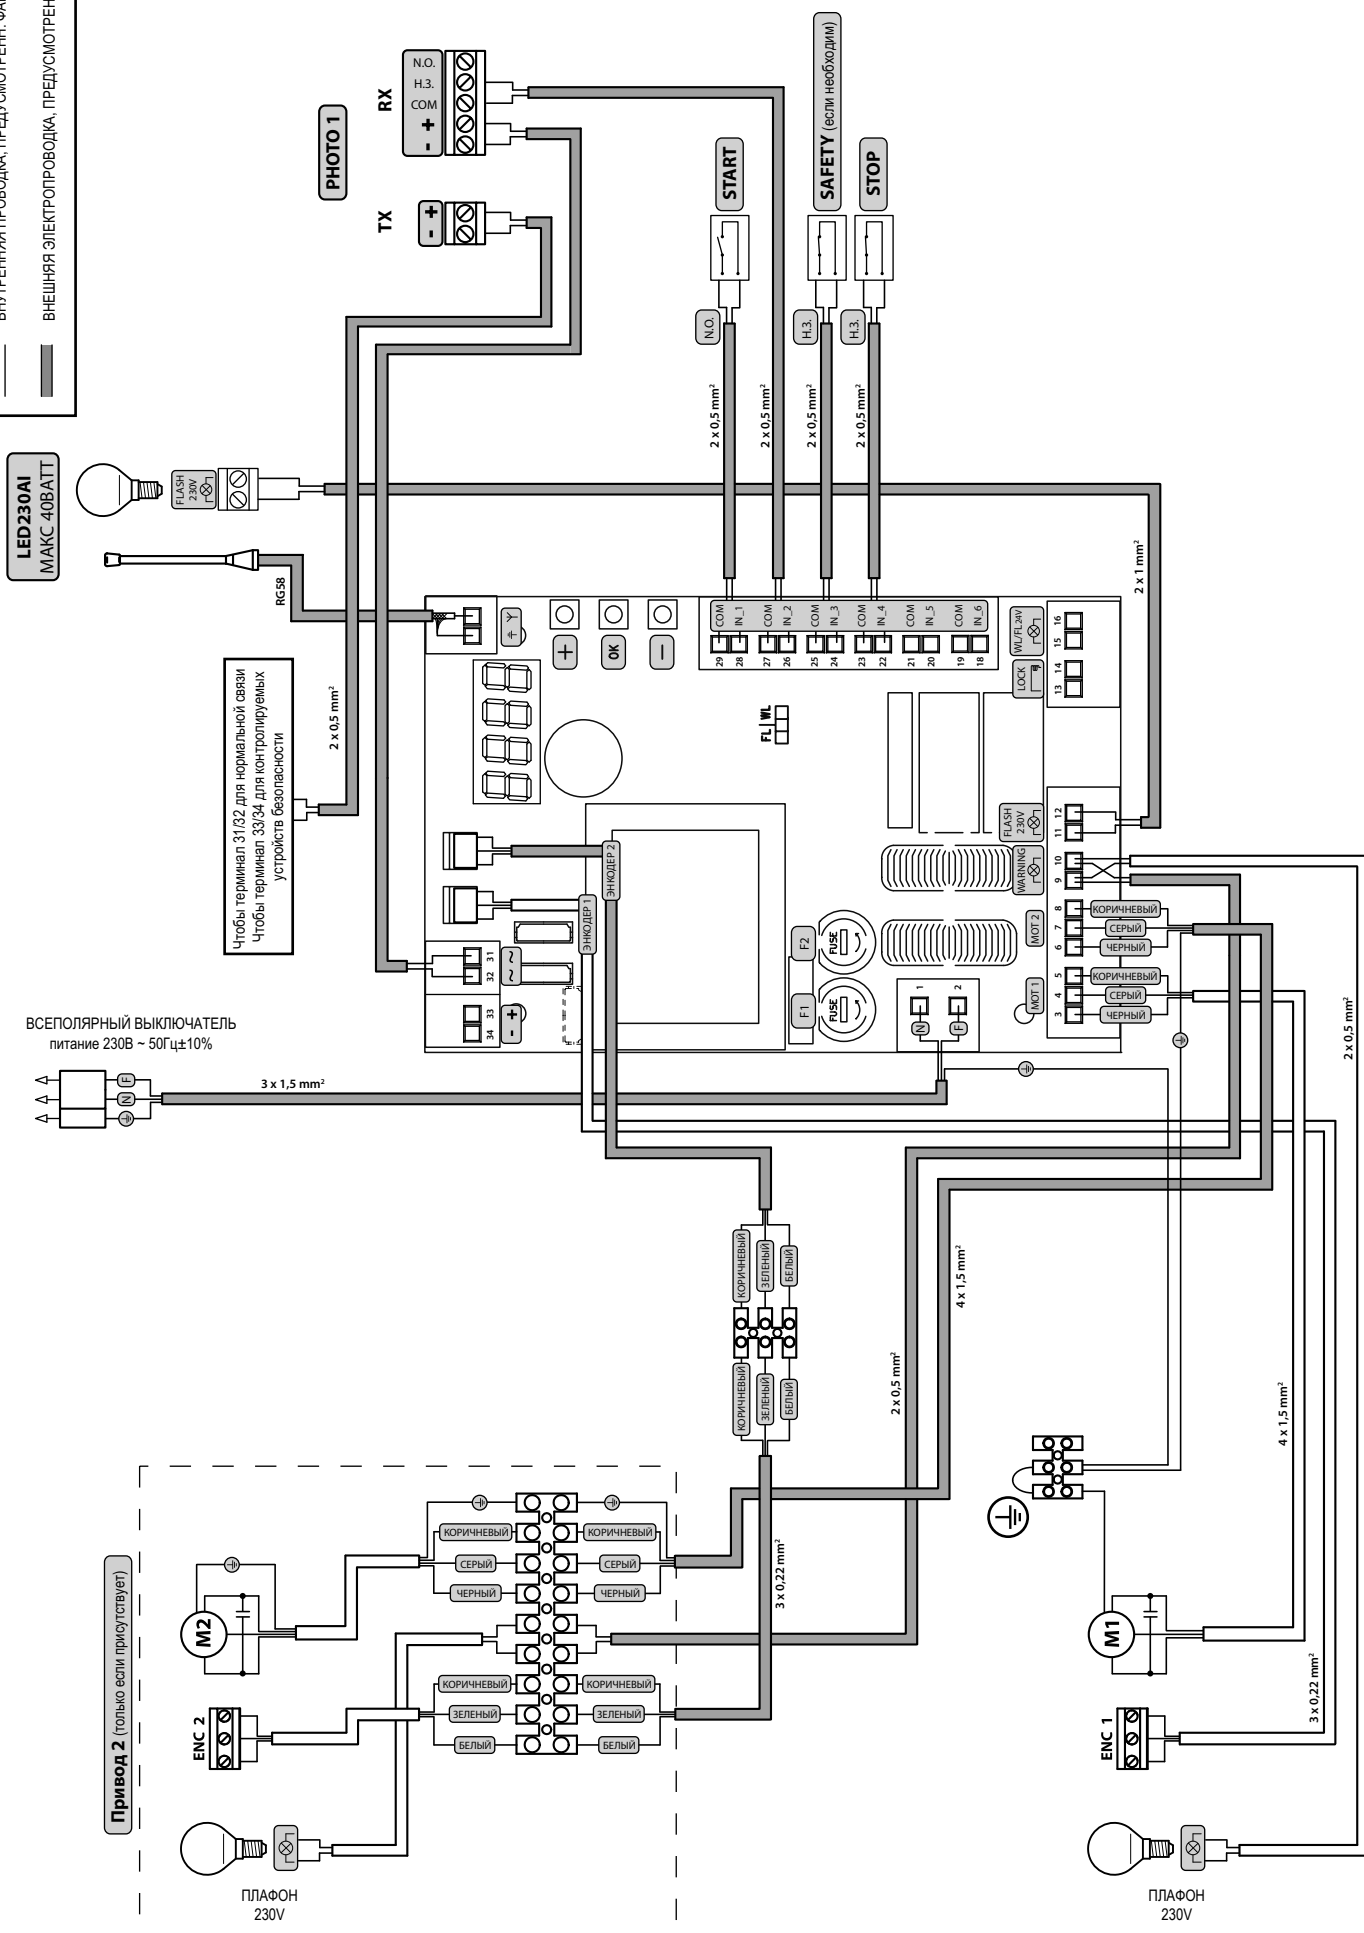 ВНУТРЕННЯЯ ПРОВОДКА, ПРЕДУСМОТРЕНН. ФАБ
ВНЕШНЯЯ ЭЛЕКТРОПРОВОДКА, ПРЕДУСМОТРЕН
LED230AI
МАКС 40ВАТТ
FLASH
230V
RG58
PHOTO 1
TX
- +
RX
- +
COM
Н.З.
N.O.
START
SAFETY (если необходим)
STOP
N.O.
Н.З.
Н.З.
2 x 0,5 mm²
2 x 0,5 mm²
2 x 0,5 mm²
2 x 0,5 mm²
2 x 1 mm²
Чтобы терминал 31/32 для нормальной связи
Чтобы терминал 33/34 для контролируемых
устройств безопасности
2 x 0,5 mm²
+
OK
-
29 COM
28 IN_1
27 COM
26 IN_2
25 COM
24 IN_3
23 COM
22 IN_4
21 COM
20 IN_5
19 COM
18 IN_6
FL WL
WL/FL24V
LOCK
13 14 15 16
FLASH
230V
11 12
WARNING
9 10
MOT 2
6 7 8
MOT 1
3 4 5
КОРИЧНЕВЫЙ
СЕРЫЙ
ЧЕРНЫЙ
КОРИЧНЕВЫЙ
СЕРЫЙ
ЧЕРНЫЙ
ЭНКОДЕР 1
ЭНКОДЕР 2
34 33 32 31
- +
~ ~
F1
FUSE
F2
FUSE
1
2
N
F
ВСЕПОЛЯРНЫЙ ВЫКЛЮЧАТЕЛЬ
питание 230В ~ 50Гц±10%
F
N
3 x 1,5 mm²
КОРИЧНЕВЫЙ
ЗЕЛЕНЫЙ
БЕЛЫЙ
КОРИЧНЕВЫЙ
ЗЕЛЕНЫЙ
БЕЛЫЙ
4 x 1,5 mm²
2 x 0,5 mm²
4 x 1,5 mm²
2 x 0,5 mm²
3 x 0,22 mm²
3 x 0,22 mm²
Привод 2 (только если присутствует)
M2
ENC 2
КОРИЧНЕВЫЙ
СЕРЫЙ
ЧЕРНЫЙ
КОРИЧНЕВЫЙ
ЗЕЛЕНЫЙ
БЕЛЫЙ
КОРИЧНЕВЫЙ
СЕРЫЙ
ЧЕРНЫЙ
КОРИЧНЕВЫЙ
ЗЕЛЕНЫЙ
БЕЛЫЙ
ПЛАФОН
230V
M1
ENC 1
ПЛАФОН
230V